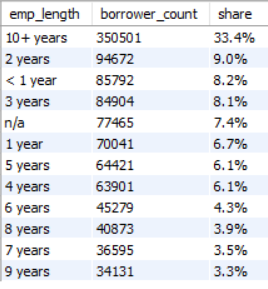 emp_length borrower_count share
10+ years 350501 33.4%
2 years 94672 9.0%
< 1 year 85792 8.2%
3 years 84904 8.1%
n/a 77465 7.4%
1 year 70041 6.7%
5 years 64421 6.1%
4 years 63901 6.1%
6 years 45279 4.3%
8 years 40873 3.9%
7 years 36595 3.5%
9 years 34131 3.3%